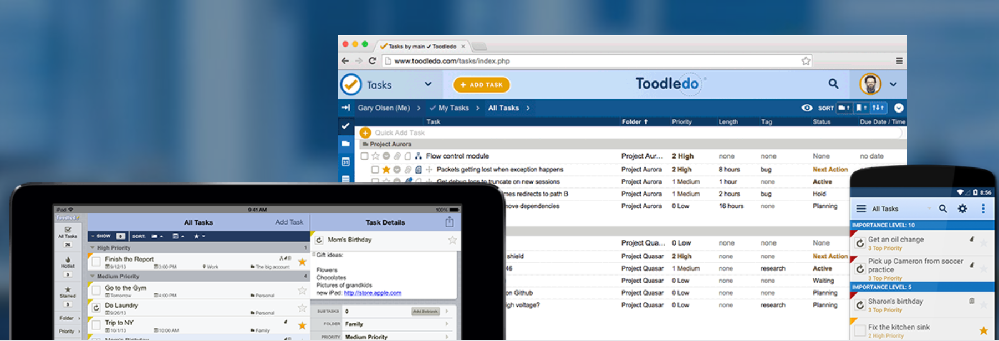 Tasks by main ✓ Toodledo ×
www.toodledo.com/tasks/index.php
Tasks
+ ADD TASK
Toodledo
Gary Olsen (Me) > ✓ My Tasks > All Tasks >
SORT
Task Folder Priority Length Tag Status Due Date / Time
Quick Add Task
Project Aurora
Flow control module Project Aur... 2 High none none None no date
Packets getting lost when exception happens Project Aurora 2 High 8 hours bug Next Action
Get debug logs to truncate on new sessions Project Aurora 1 Medium 1 hour none Active
mes redirects to path B Project Aurora 1 Medium 2 hours bug Hold
nove dependencies Project Aurora 0 Low 16 hours none Planning
Project Qua... 0 Low none none None
shield Project Quasar 2 High none none Next Action
46 Project Quasar 1 Medium none research Active
Project Quasar 0 Low none none Waiting
on Github Project Quasar 0 Low none none Planning
igh voltage? Project Quasar 0 Low none research Planning
iPod 9:41 AM 100%
Toodledo
All Tasks
26
Hotlist
3
Starred
3
Folder >
Priority >
All Tasks Add Task
SHOW 0 SORT:
High Priority 1
Finish the Report
9/12/13 3:00 PM Work The big account
Medium Priority 4
Go to the Gym
Tomorrow 4:00 PM Personal
Do Laundry
9/26/13 Personal
Trip to NY
10/1/13 10:00 AM Family
Mom's Birthday
Task Details
Mom's Birthday
Gift ideas:
Flowers
Chocolates
Pictures of grandkids
new iPad: http://store.apple.com
SUBTASKS 0 Add Subtask
FOLDER Family
PRIORITY Medium Priority
8:56
All Tasks
IMPORTANCE LEVEL: 10
Get an oil change
3 Top Priority
Pick up Cameron from soccer
practice
3 Top Priority
IMPORTANCE LEVEL: 5
Sharon's birthday
3 Top Priority
Fix the kitchen sink
2 High Priority